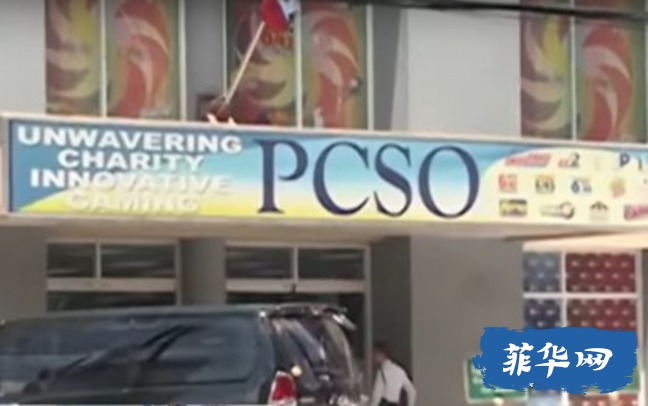 UNWAVERING
CHARITY
INNOVATIVE
GAMING
PCSO
菲华网